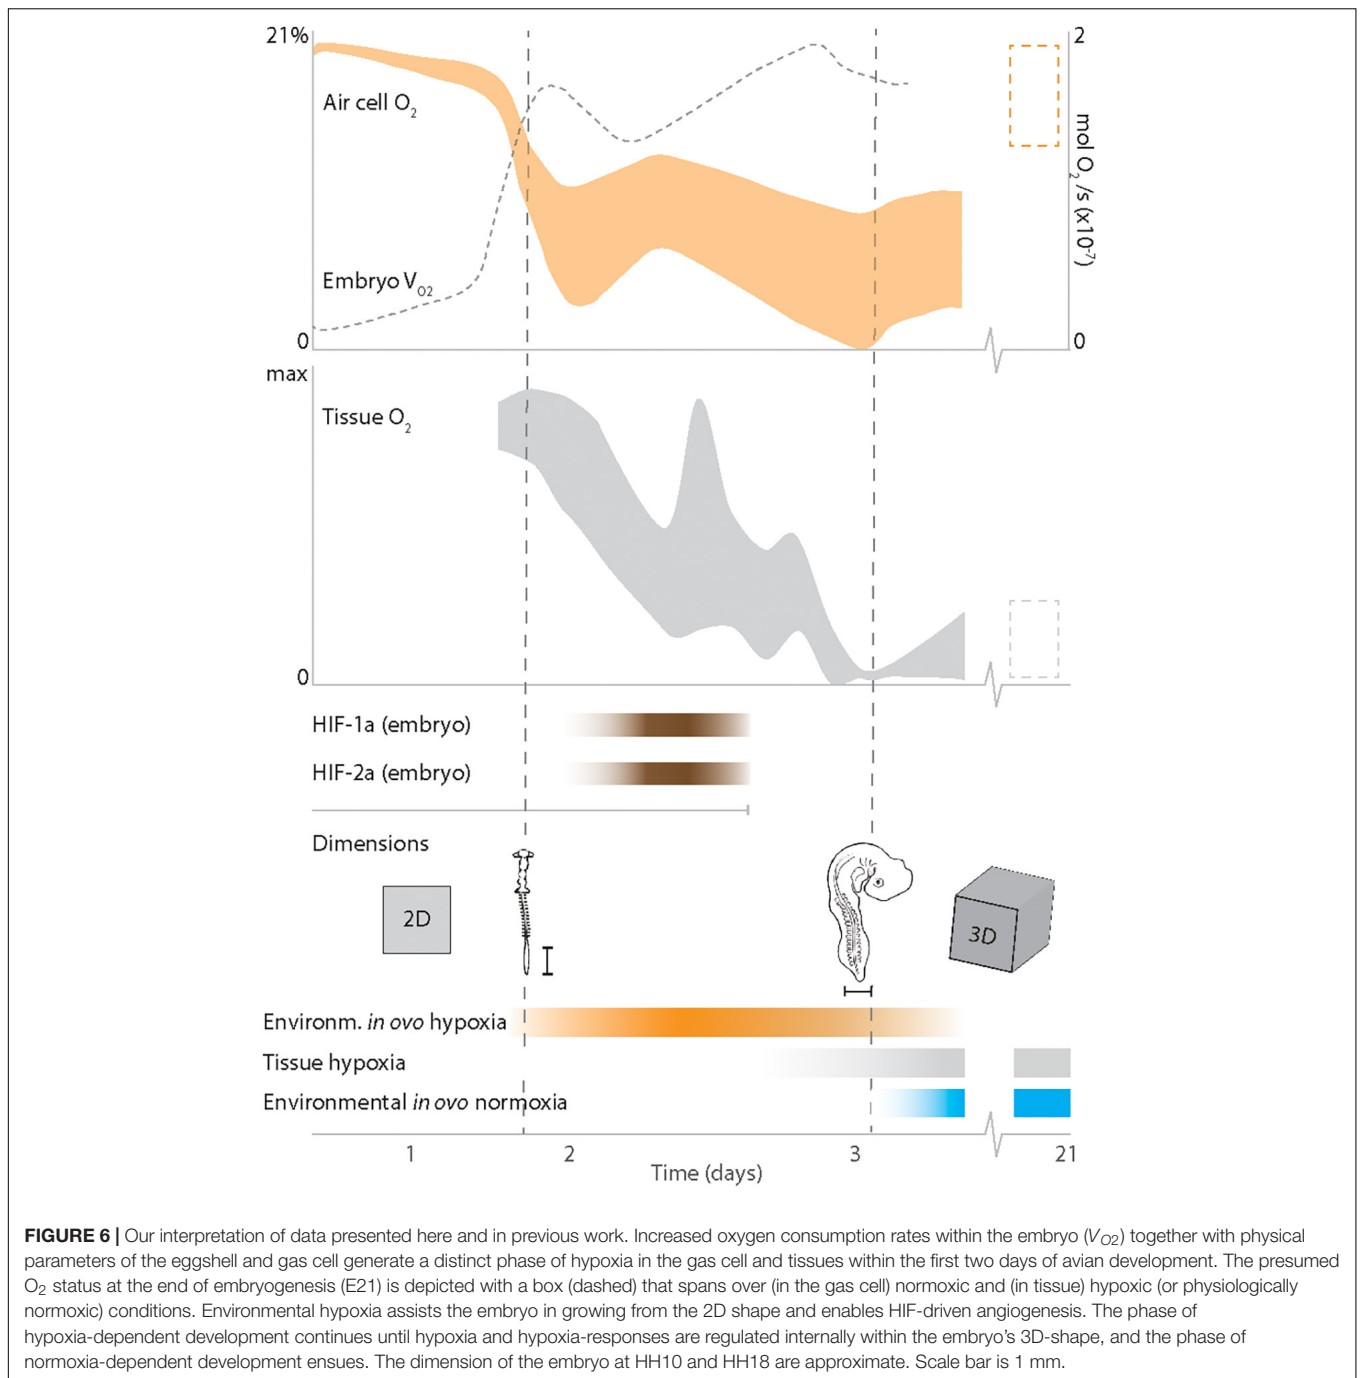 21%
2
Air cell O2
mol O2 /s (x10-7)
Embryo VO2
0
0
max
Tissue O2
0
HIF-1a (embryo)
HIF-2a (embryo)
Dimensions
2D
3D
Environm. in ovo hypoxia
Tissue hypoxia
Environmental in ovo normoxia
1 2 3 21
Time (days)
FIGURE 6 | Our interpretation of data presented here and in previous work. Increased oxygen consumption rates within the embryo (VO2) together with physical
parameters of the eggshell and gas cell generate a distinct phase of hypoxia in the gas cell and tissues within the first two days of avian development. The presumed
O2 status at the end of embryogenesis (E21) is depicted with a box (dashed) that spans over (in the gas cell) normoxic and (in tissue) hypoxic (or physiologically
normoxic) conditions. Environmental hypoxia assists the embryo in growing from the 2D shape and enables HIF-driven angiogenesis. The phase of
hypoxia-dependent development continues until hypoxia and hypoxia-responses are regulated internally within the embryo's 3D-shape, and the phase of
normoxia-dependent development ensues. The dimension of the embryo at HH10 and HH18 are approximate. Scale bar is 1 mm.